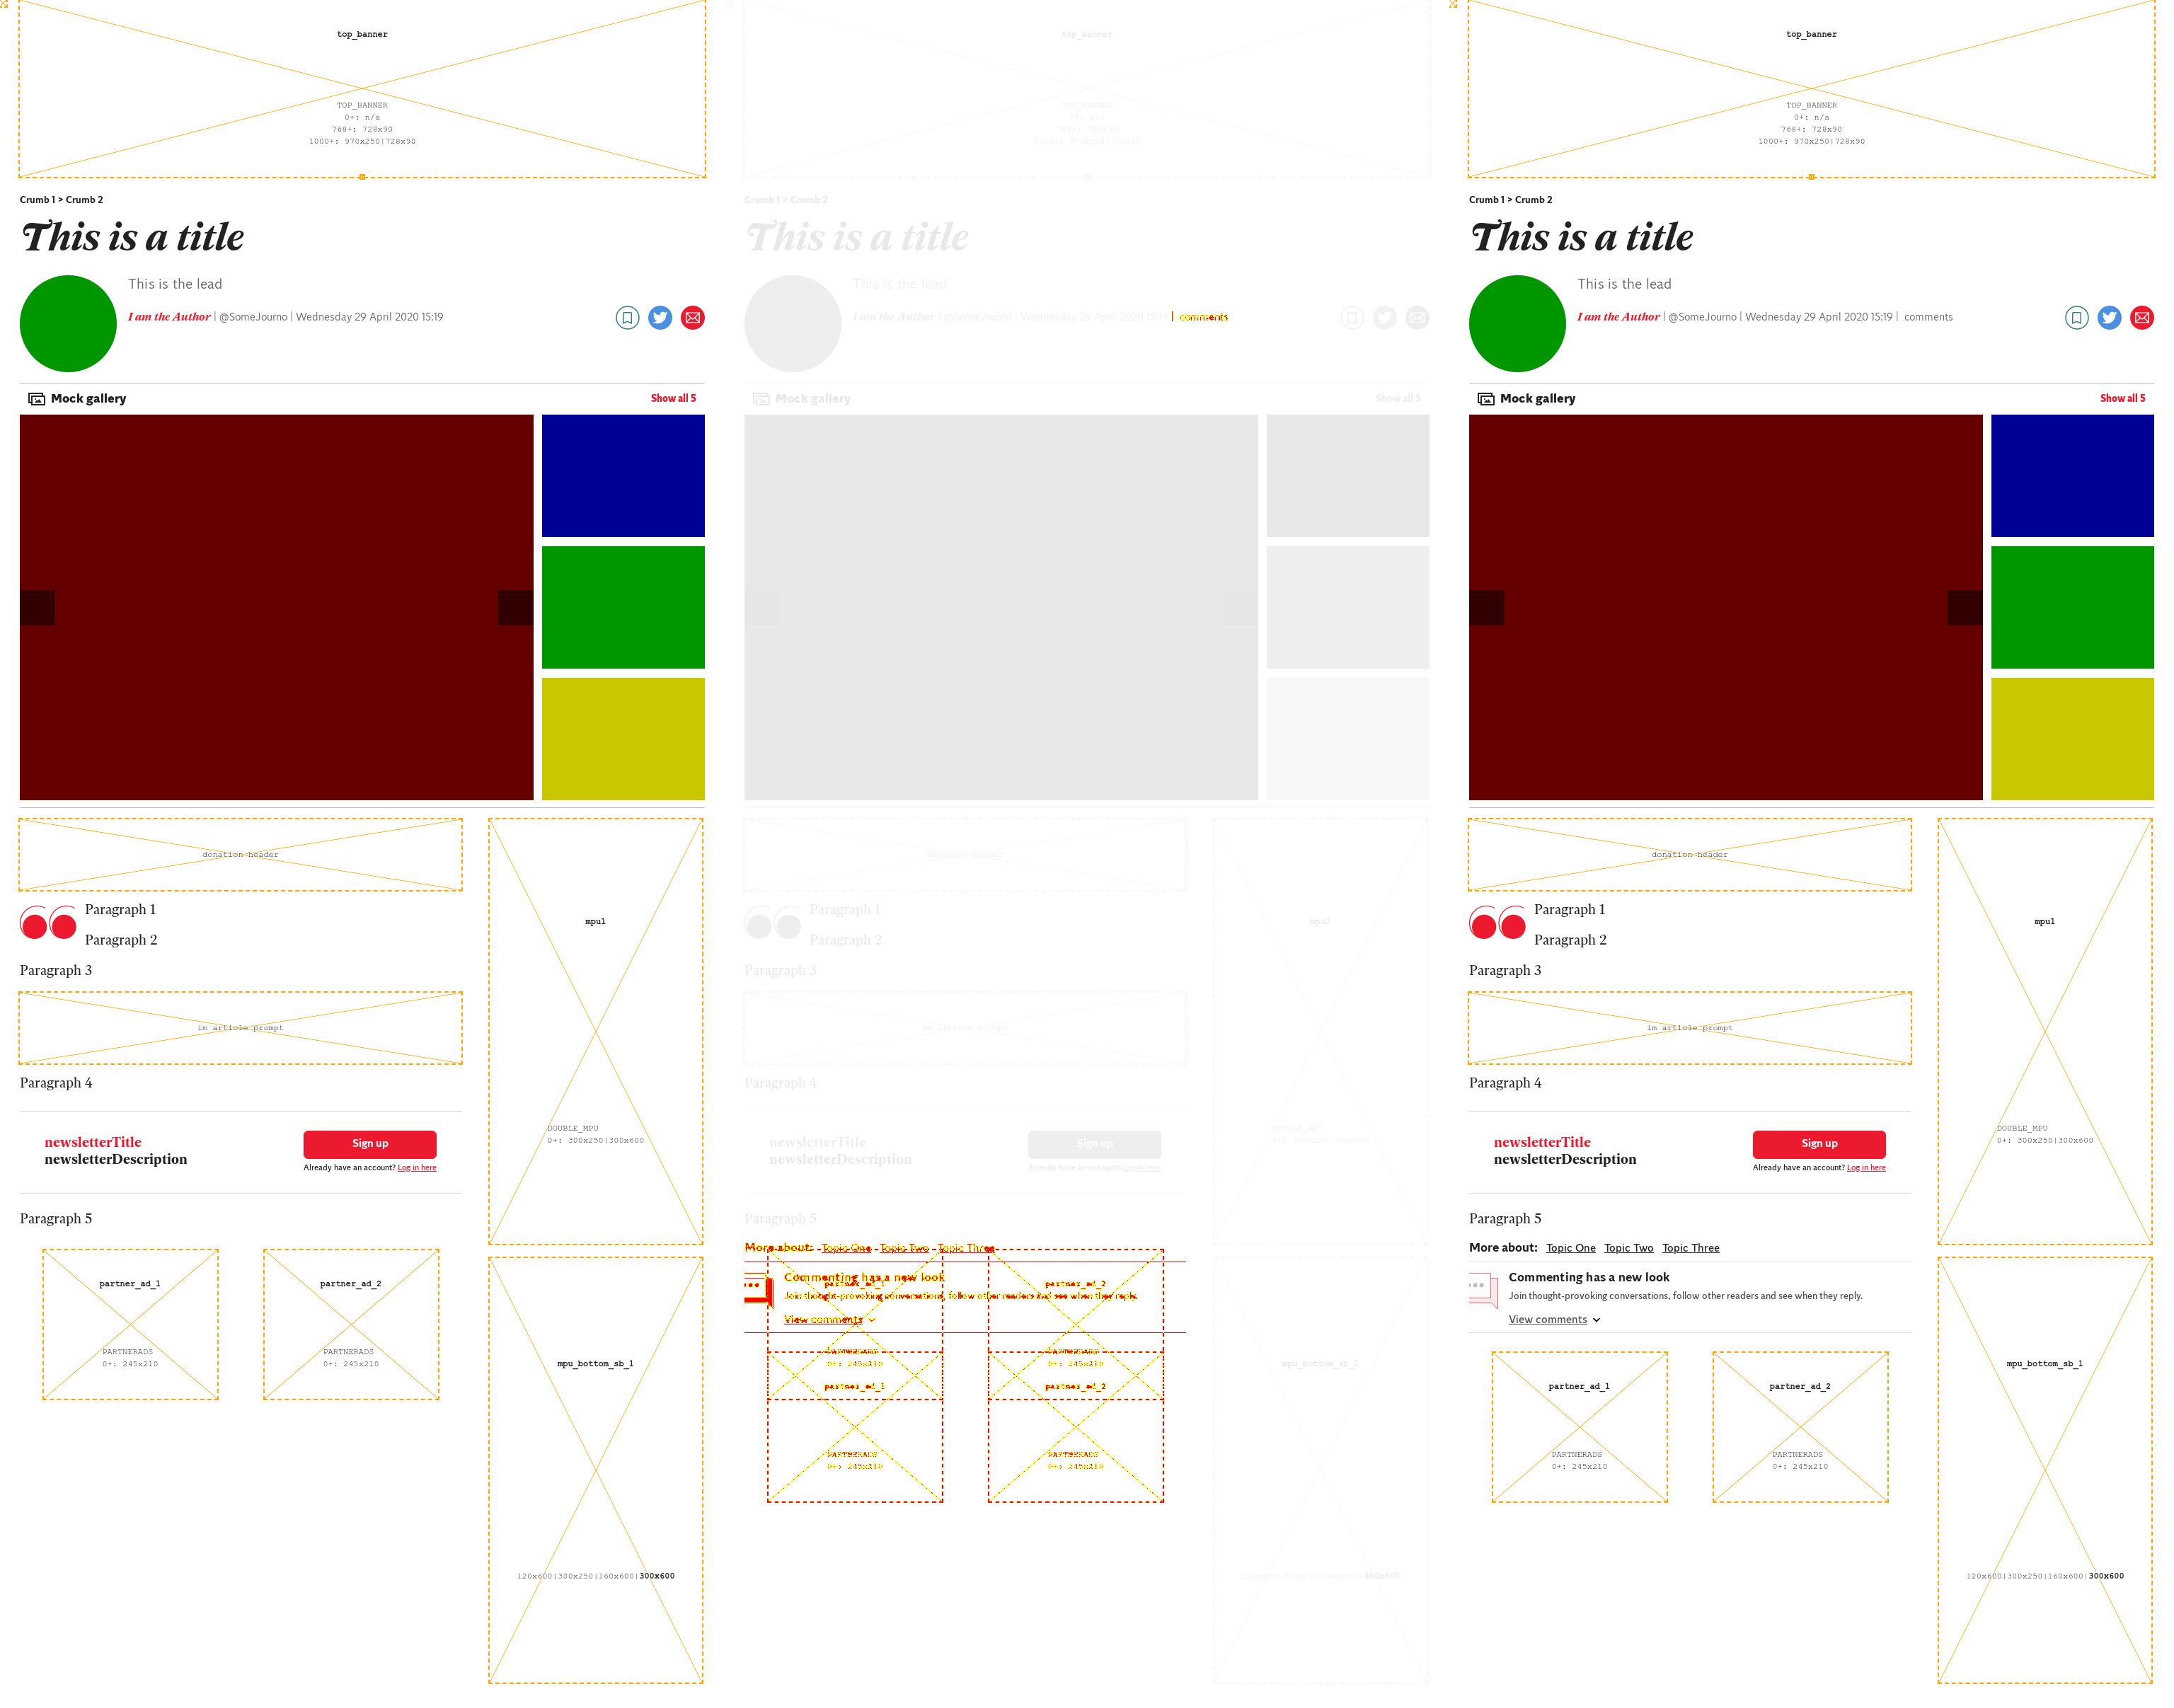 top_banner
TOP_BANNER
0+: n/a
768+: 728x90
1000+: 970x250|728x90
Crumb 1 > Crumb 2
This is a title
This is the lead
I am the Author | @SomeJourno | Wednesday 29 April 2020 15:19
Mock gallery
Show all 5
donation-header
Paragraph 1
Paragraph 2
Paragraph 3
im article prompt
Paragraph 4
newsletterTitle
newsletterDescription
Sign up
Already have an account? Log in here
Paragraph 5
partner_ad_1
PARTNERADS
0+: 245x210
partner_ad_2
PARTNERADS
0+: 245x210
mpu1
DOUBLE_MPU
0+: 300x250|300x600
mpu_bottom_sb_1
120x600|300x250|160x600|300x600
top_banner
TOP_BANNER
0+: n/a
768+: 728x90
1000+: 970x250|728x90
Crumb 1 > Crumb 2
This is a title
This is the lead
I am the Author | @SomeJourno | Wednesday 29 April 2020 15:19 | comments
Mock gallery
Show all 5
donation-header
Paragraph 1
Paragraph 2
Paragraph 3
im article prompt
Paragraph 4
newsletterTitle
newsletterDescription
Sign up
Already have an account? Log in here
Paragraph 5
More about: Topic One Topic Two Topic Three
Commenting has a new look
partner_ad_1
partner_ad_2
Join thought-provoking conversations, follow other readers and see when they reply.
View comments
PARTNERADS
0+: 245x210
PARTNERADS
0+: 245x210
partner_ad_1
partner_ad_2
PARTNERADS
0+: 245x210
PARTNERADS
0+: 245x210
mpu1
DOUBLE_MPU
0+: 300x250|300x600
mpu_bottom_sb_1
120x600|300x250|160x600|300x600
top_banner
TOP_BANNER
0+: n/a
768+: 728x90
1000+: 970x250|728x90
Crumb 1 > Crumb 2
This is a title
This is the lead
I am the Author | @SomeJourno | Wednesday 29 April 2020 15:19 | comments
Mock gallery
Show all 5
donation-header
Paragraph 1
Paragraph 2
Paragraph 3
im article prompt
Paragraph 4
newsletterTitle
newsletterDescription
Sign up
Already have an account? Log in here
Paragraph 5
More about: Topic One Topic Two Topic Three
Commenting has a new look
Join thought-provoking conversations, follow other readers and see when they reply.
View comments
partner_ad_1
PARTNERADS
0+: 245x210
partner_ad_2
PARTNERADS
0+: 245x210
mpu1
DOUBLE_MPU
0+: 300x250|300x600
mpu_bottom_sb_1
120x600|300x250|160x600|300x600